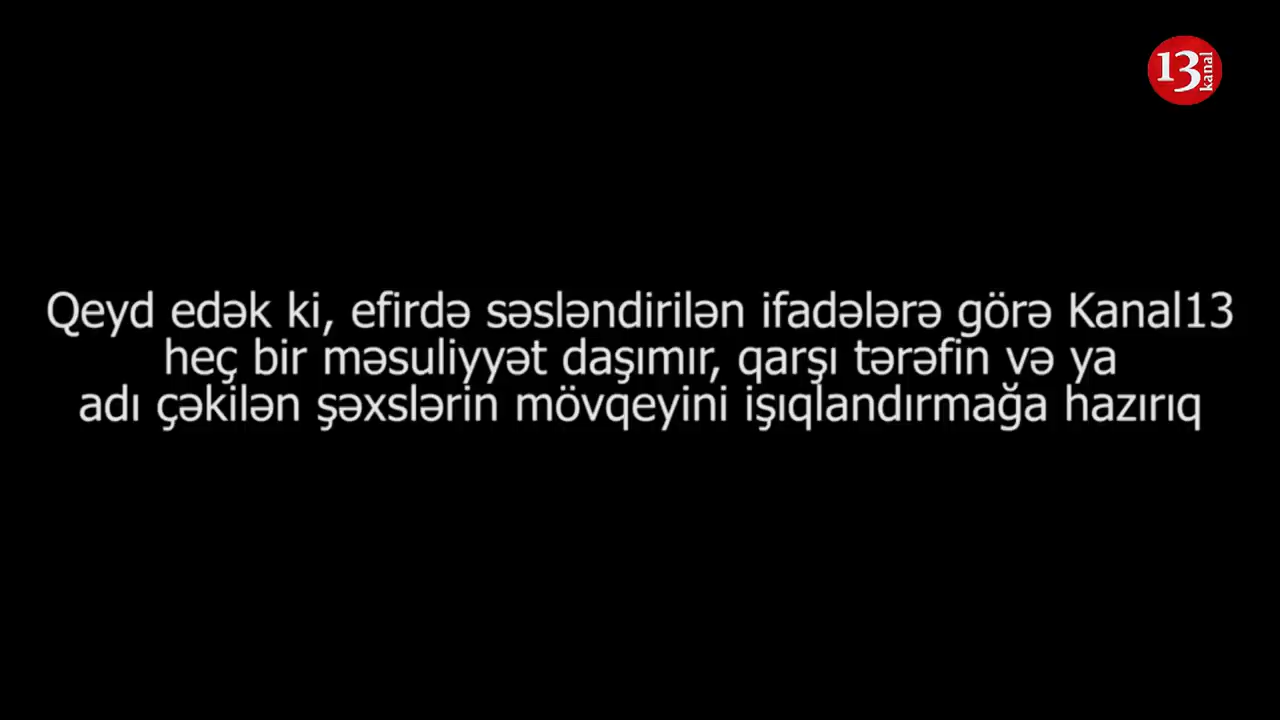 13 kanal
Qeyd edək ki, efirdə səsləndirilən ifadələrə görə Kanal13
heç bir məsuliyyət daşımır, qarşı tərəfin və ya
adı çəkilən şəxslərin mövqeyini işıqlandırmağa hazırıq